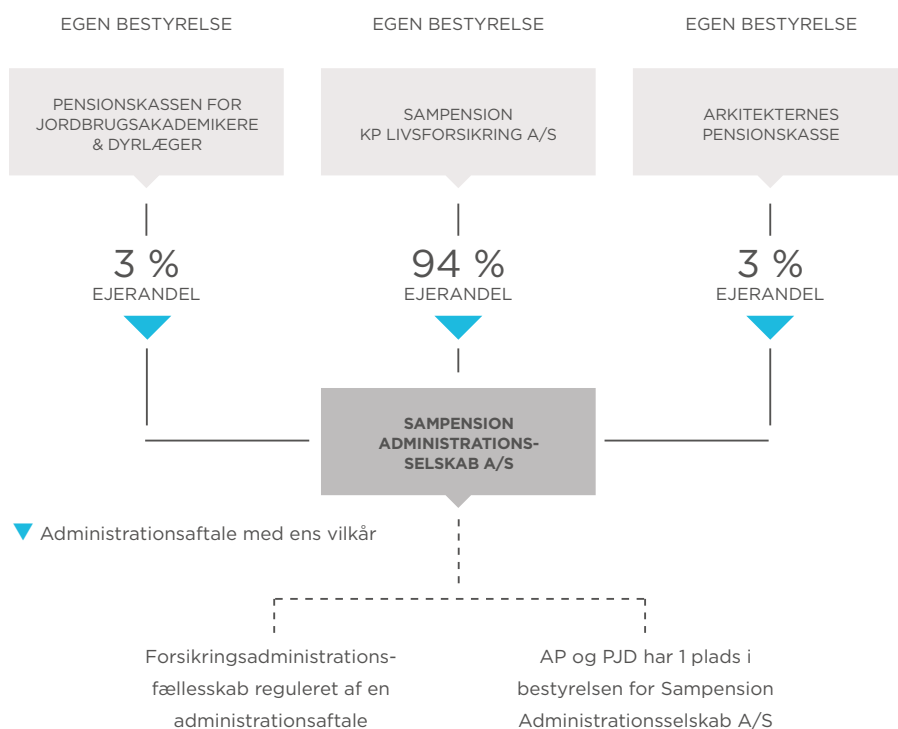 EGEN BESTYRELSE
EGEN BESTYRELSE
EGEN BESTYRELSE
PENSIONSKASSEN FOR
JORDBRUGSAKADEMIKERE
& DYRLÆGER
SAMPENSION
KP LIVSFORSIKRING A/S
ARKITEKTERNES
PENSIONSKASSE
3 %
EJERANDEL
94 %
EJERANDEL
3 %
EJERANDEL
SAMPENSION
ADMINISTRATIONS-
SELSKAB A/S
Administrationsaftale med ens vilkår
Forsikringsadministrations-
fællesskab reguleret af en
administrationsaftale
AP og PJD har 1 plads i
bestyrelsen for Sampension
Administrationsselskab A/S